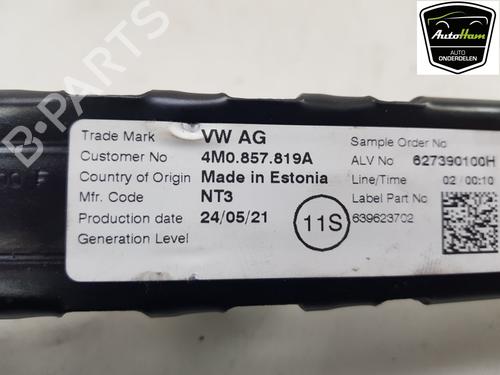 AutoHam
AUTO
ONDERDELEN
B-PARTS
Trade Mark VW AG
Customer No 4M0.857.819A
Country of Origin Made in Estonia
Mfr. Code NT3
Production date 24/05/21
Generation Level
11S
Sample Order No
ALV No 627390100H
Line/Time 02/00:10
Label Part No
639623702